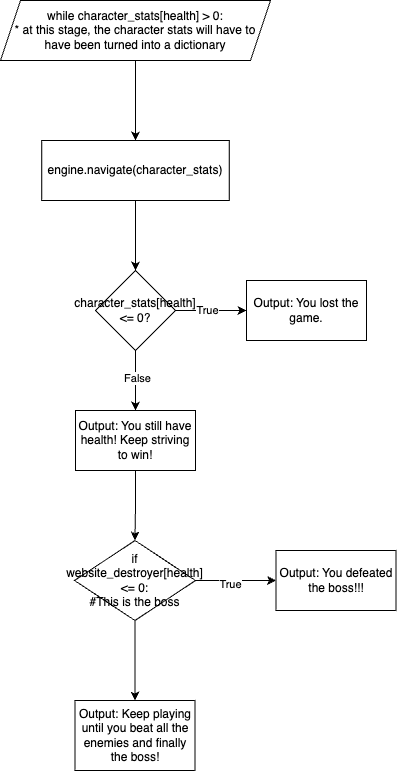 while character_stats[health] > 0:
* at this stage, the character stats will have to
have been turned into a dictionary
engine.navigate(character_stats)
character_stats[health]
<= 0?
True
Output: You lost the
game.
False
Output: You still have
health! Keep striving
to win!
if
website_destroyer[health]
<= 0:
#This is the boss
True
Output: You defeated
the boss!!!
Output: Keep playing
until you beat all the
enemies and finally
the boss!